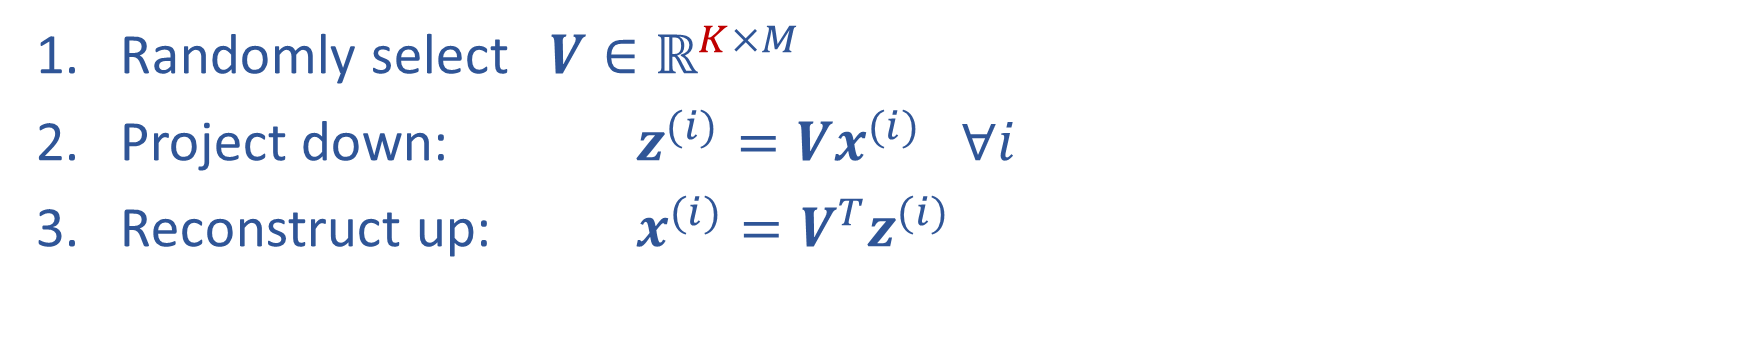 1. Randomly select 𝑽 ∈ ℝ^{K×M}
2. Project down: 𝒛^{(i)} = 𝑽𝒙^{(i)} ∀i
3. Reconstruct up: 𝒙^{(i)} = 𝑽^T 𝒛^{(i)}